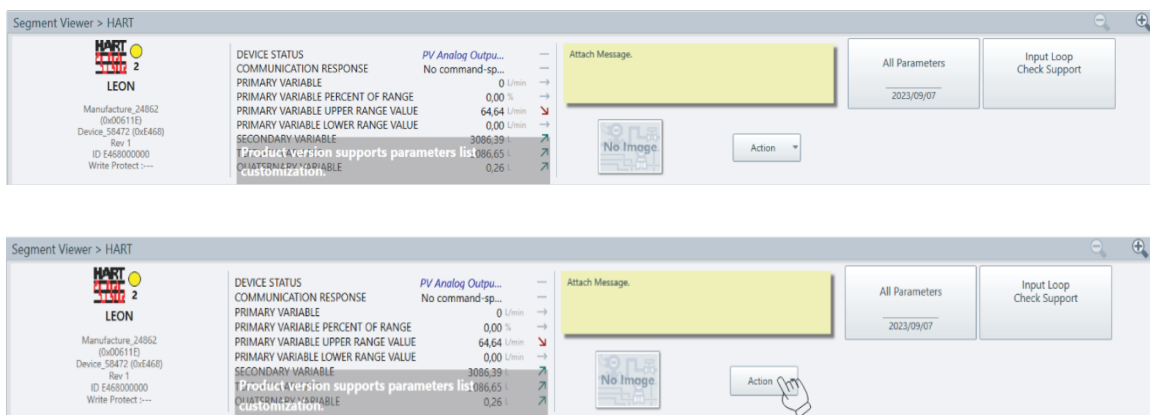 Segment Viewer > HART
HART
2
LEON
Manufacture_24862
(0x00611E)
Device_58472 (0xE468)
Rev 1
ID E468000000
Write Protect :---
DEVICE STATUS PV Analog Outpu... —
COMMUNICATION RESPONSE No command-sp... —
PRIMARY VARIABLE 0 L/min →
PRIMARY VARIABLE PERCENT OF RANGE 0,00 % →
PRIMARY VARIABLE UPPER RANGE VALUE 64,64 L/min ↘
PRIMARY VARIABLE LOWER RANGE VALUE 0,00 L/min →
SECONDARY VARIABLE 3086,39 L ↗
Product version supports parameters list
086,65 L ↗
customization.
QUATERNARY VARIABLE 0,26 L ↗
Attach Message.
No Image
Action
All Parameters
2023/09/07
Input Loop
Check Support
Segment Viewer > HART
HART
2
LEON
Manufacture_24862
(0x00611E)
Device_58472 (0xE468)
Rev 1
ID E468000000
Write Protect :---
DEVICE STATUS PV Analog Outpu... —
COMMUNICATION RESPONSE No command-sp... —
PRIMARY VARIABLE 0 L/min →
PRIMARY VARIABLE PERCENT OF RANGE 0,00 % →
PRIMARY VARIABLE UPPER RANGE VALUE 64,64 L/min ↘
PRIMARY VARIABLE LOWER RANGE VALUE 0,00 L/min →
SECONDARY VARIABLE 3086,39 L ↗
Product version supports parameters list
086,65 L ↗
customization.
QUATERNARY VARIABLE 0,26 L ↗
Attach Message.
No Image
Action
All Parameters
2023/09/07
Input Loop
Check Support